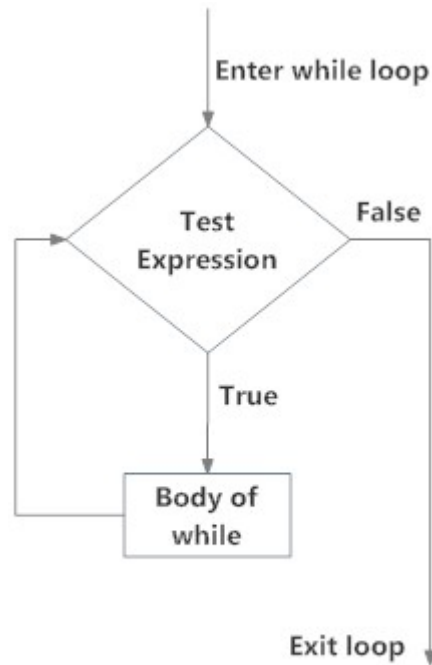 Enter while loop
Test
Expression
False
True
Body of
while
Exit loop